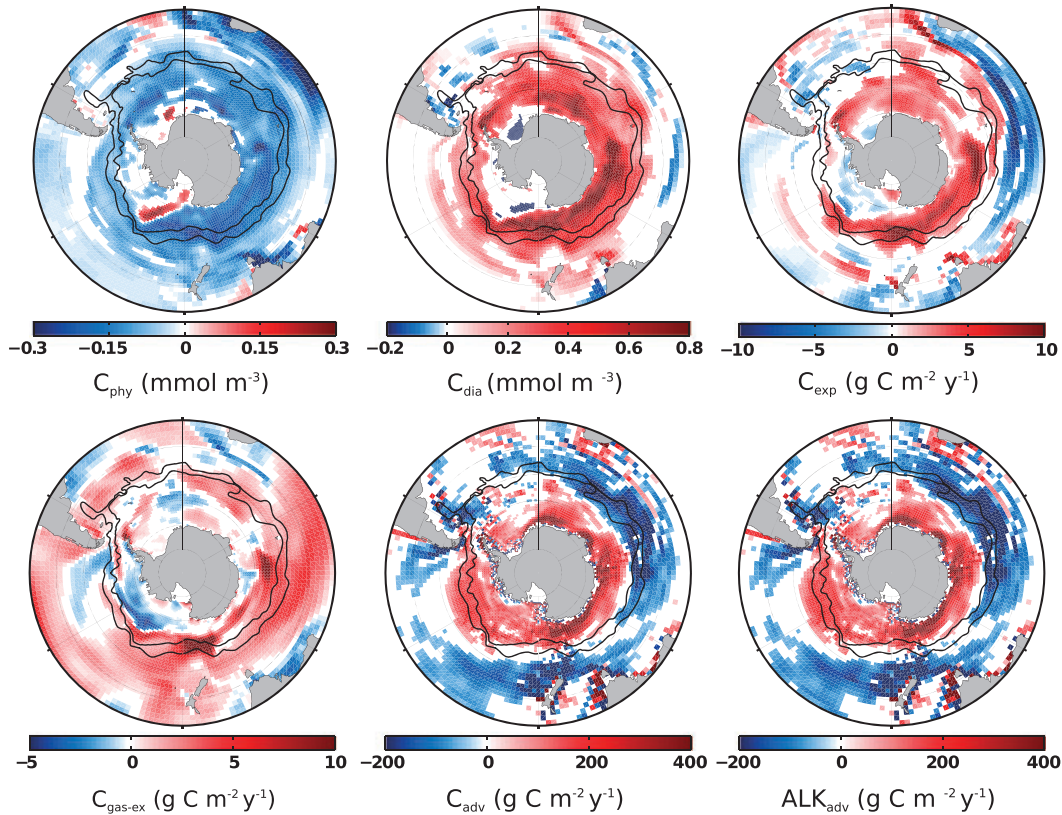 −0.3 −0.15 0 0.15 0.3
C_phy (mmol m⁻³)
−0.2 0 0.2 0.4 0.6 0.8
C_dia (mmol m ⁻³)
−10 −5 0 5 10
C_exp (g C m⁻² y⁻¹)
−5 0 5 10
C_gas-ex (g C m⁻² y⁻¹)
−200 0 200 400
C_adv (g C m⁻² y⁻¹)
−200 0 200 400
ALK_adv (g C m ⁻² y⁻¹)